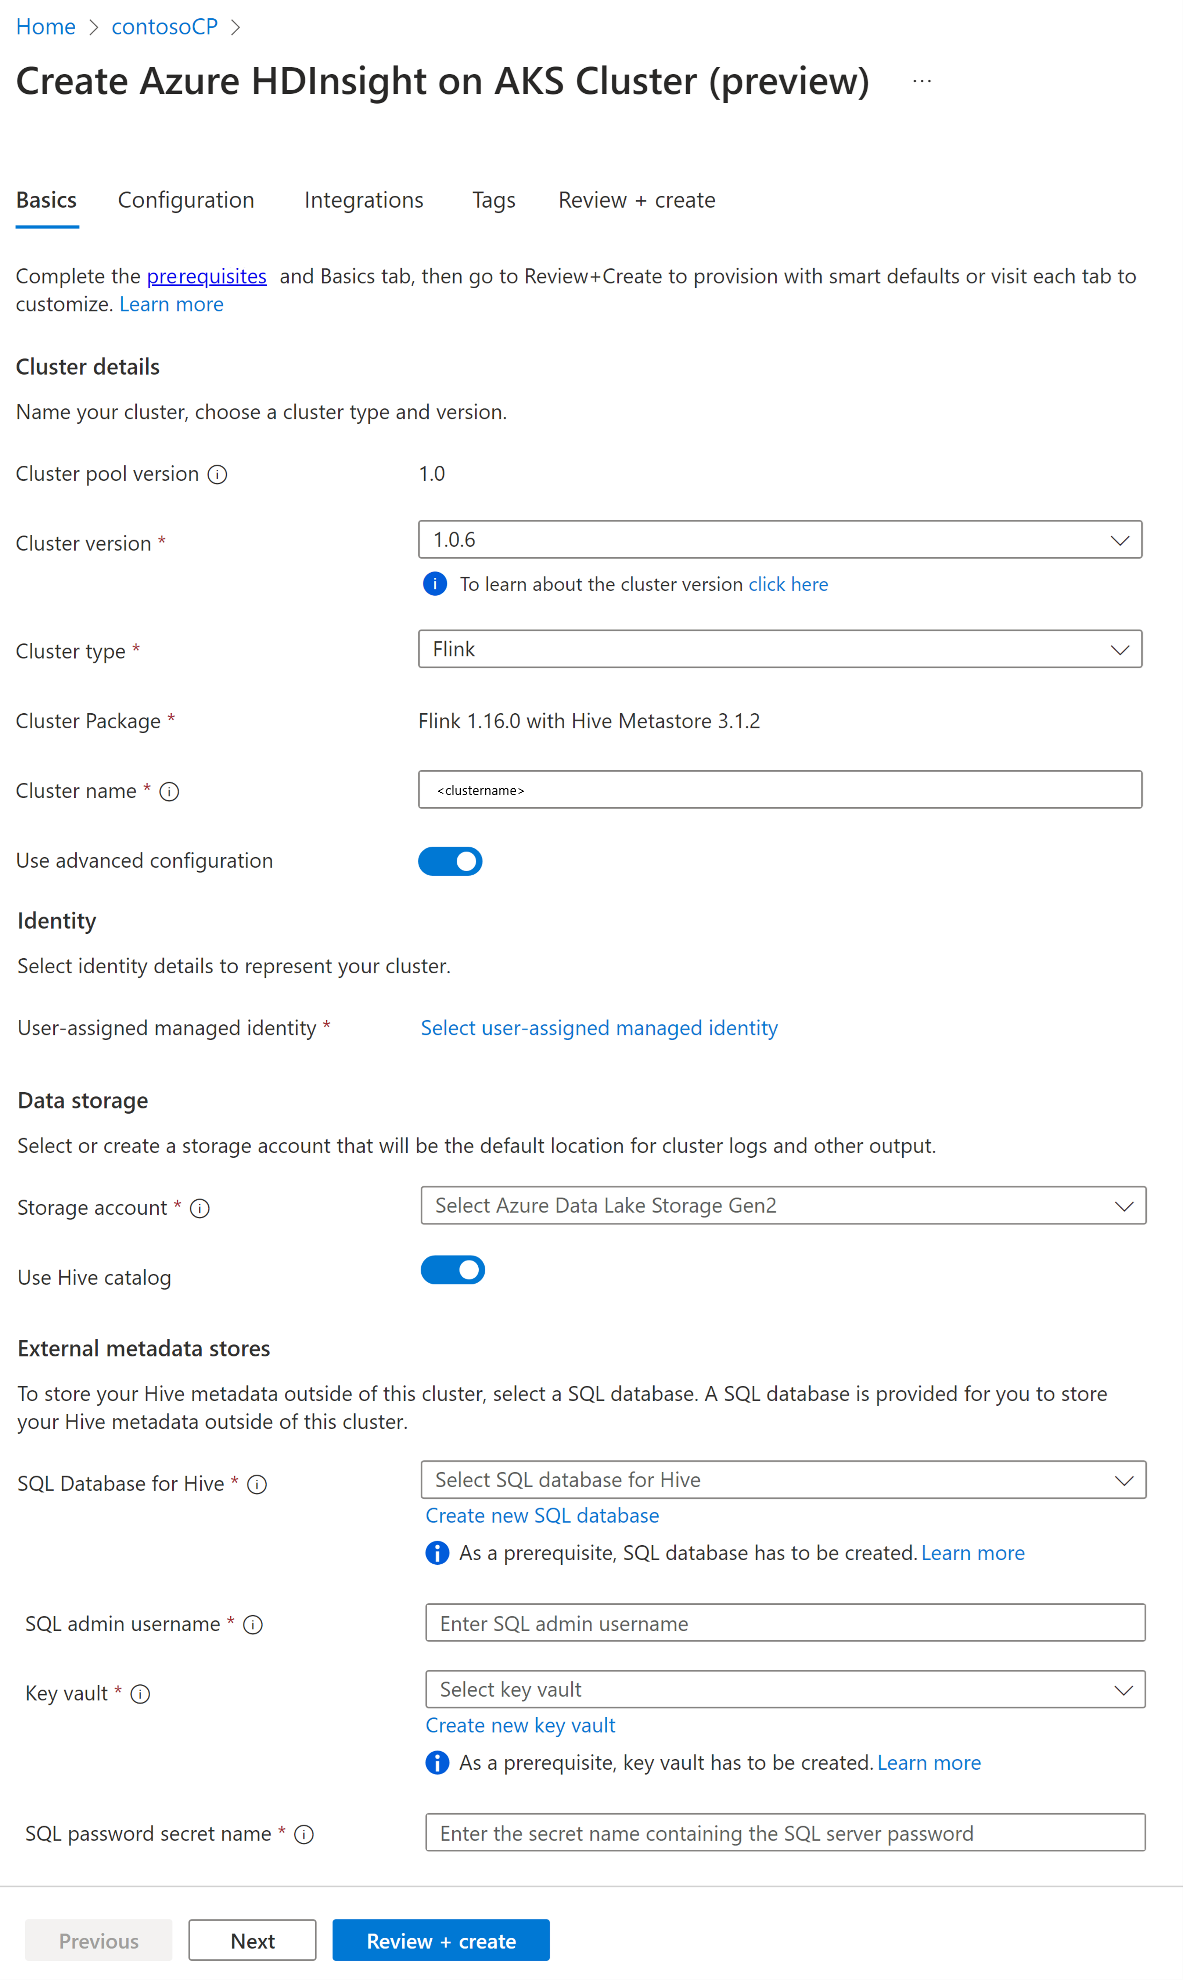 Home > contosoCP >
Create Azure HDInsight on AKS Cluster (preview) ...
Basics Configuration Integrations Tags Review + create
Complete the prerequisites and Basics tab, then go to Review+Create to provision with smart defaults or visit each tab to
customize. Learn more
Cluster details
Name your cluster, choose a cluster type and version.
Cluster pool version 1.0
Cluster version * 1.0.6
To learn about the cluster version click here
Cluster type * Flink
Cluster Package * Flink 1.16.0 with Hive Metastore 3.1.2
Cluster name * <clustername>
Use advanced configuration
Identity
Select identity details to represent your cluster.
User-assigned managed identity * Select user-assigned managed identity
Data storage
Select or create a storage account that will be the default location for cluster logs and other output.
Storage account * Select Azure Data Lake Storage Gen2
Use Hive catalog
External metadata stores
To store your Hive metadata outside of this cluster, select a SQL database. A SQL database is provided for you to store
your Hive metadata outside of this cluster.
SQL Database for Hive * Select SQL database for Hive
Create new SQL database
As a prerequisite, SQL database has to be created. Learn more
SQL admin username * Enter SQL admin username
Key vault * Select key vault
Create new key vault
As a prerequisite, key vault has to be created. Learn more
SQL password secret name * Enter the secret name containing the SQL server password
Previous Next Review + create